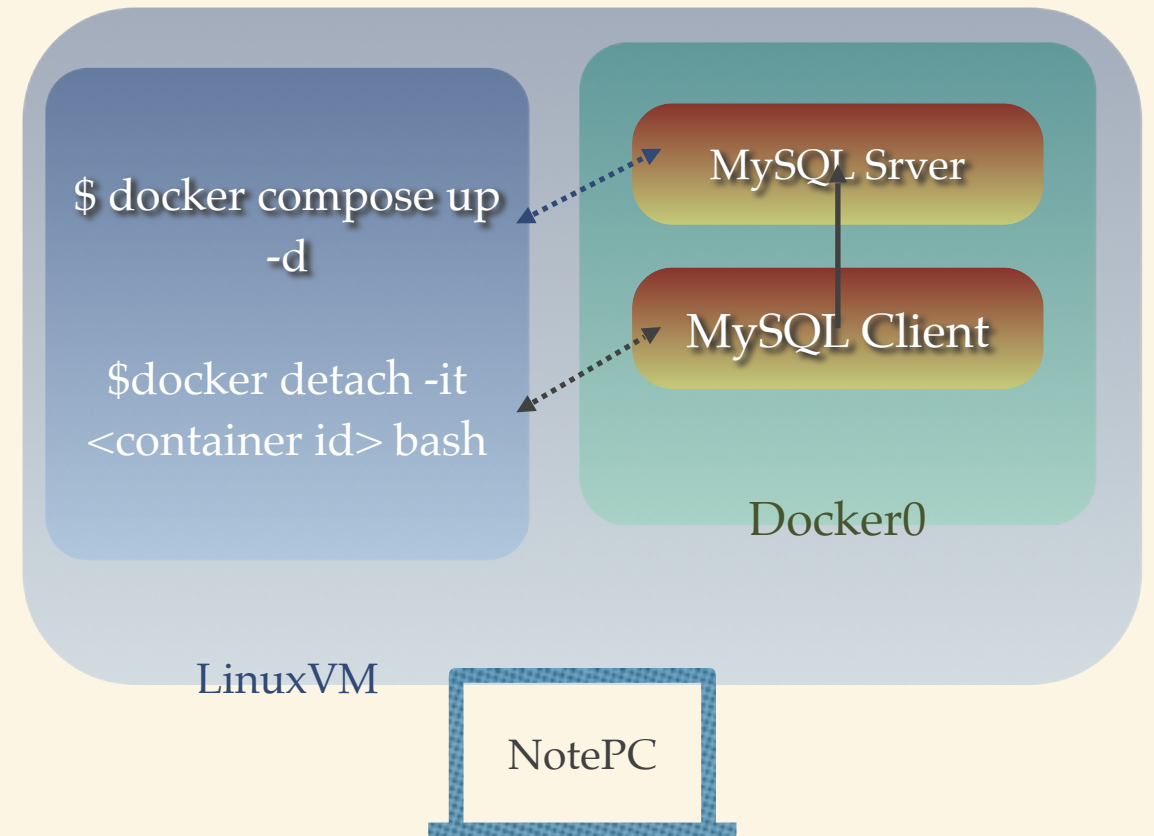 $ docker compose up
-d
$docker detach -it
<container id> bash
MySQL Srver
MySQL Client
Docker0
LinuxVM
NotePC